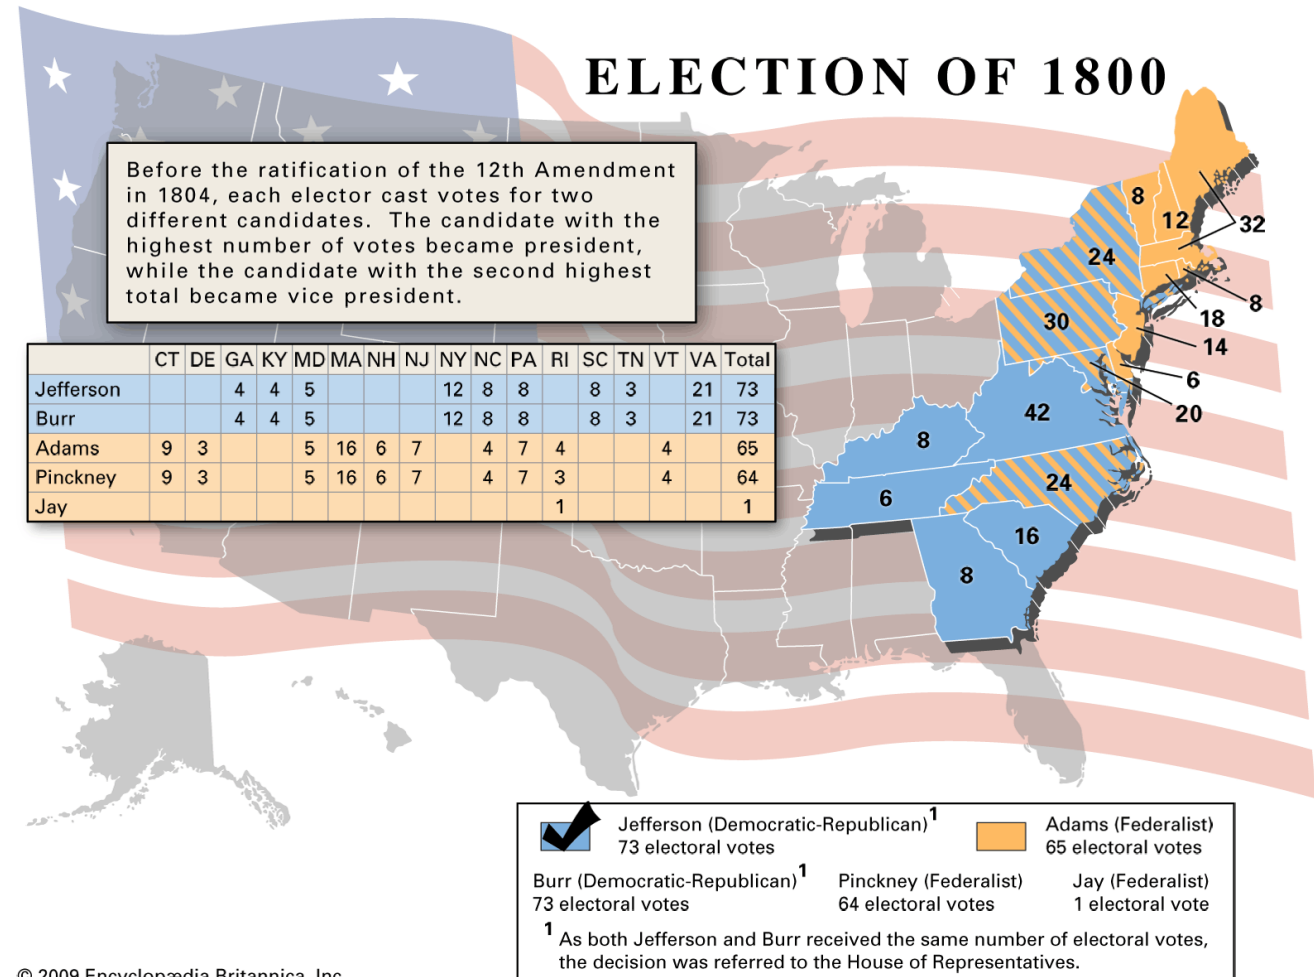 ELECTION OF 1800
Before the ratification of the 12th Amendment
in 1804, each elector cast votes for two
different candidates. The candidate with the
highest number of votes became president,
while the candidate with the second highest
total became vice president.
CT DE GA KY MD MA NH NJ NY NC PA RI SC TN VT VA Total
Jefferson 4 4 5 12 8 8 8 3 21 73
Burr 4 4 5 12 8 8 8 3 21 73
Adams 9 3 5 16 6 7 4 7 4 4 65
Pinckney 9 3 5 16 6 7 4 7 3 4 64
Jay 1 1
8
12
32
24
8
18
30
14
6
20
42
8
24
6
16
8
Jefferson (Democratic-Republican)1
73 electoral votes
Adams (Federalist)
65 electoral votes
Burr (Democratic-Republican)1
73 electoral votes
Pinckney (Federalist)
64 electoral votes
Jay (Federalist)
1 electoral vote
1 As both Jefferson and Burr received the same number of electoral votes,
the decision was referred to the House of Representatives.
© 2009 Encyclopædia Britannica, Inc.